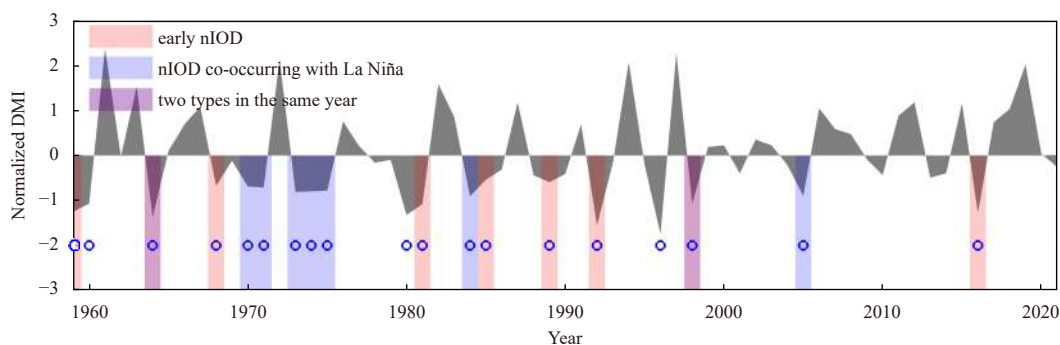 3
early nIOD
2
nIOD co-occurring with La Niña
1
two types in the same year
0
−1
−2
−3
Normalized DMI
1960 1970 1980 1990 2000 2010 2020
Year